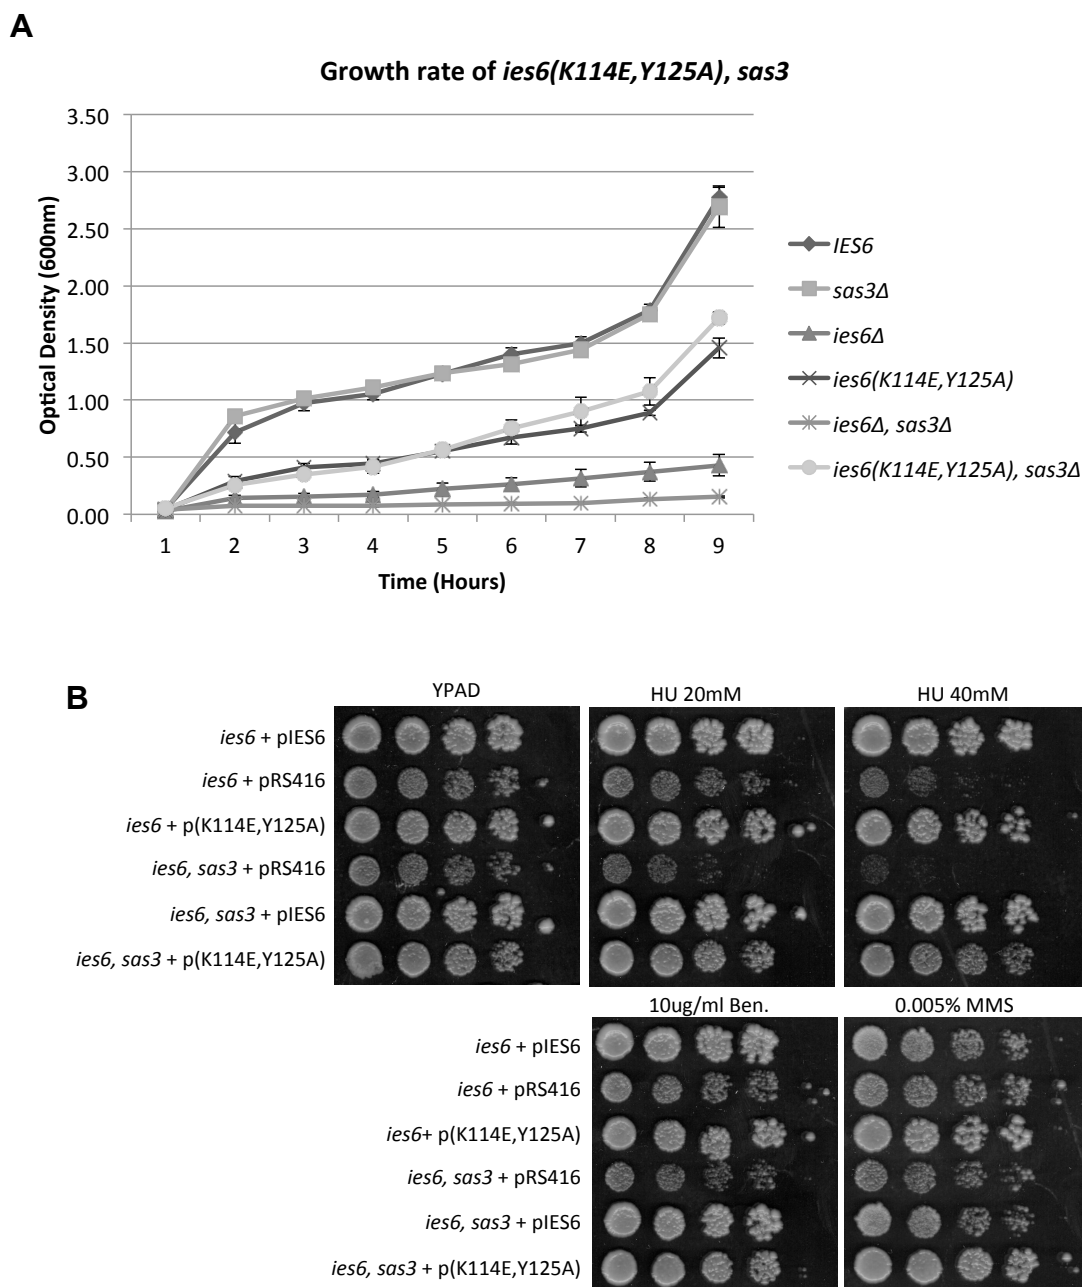 A
Growth rate of ies6(K114E,Y125A), sas3
3.50
3.00
2.50
2.00
1.50
1.00
0.50
0.00
Optical Density (600nm)
1 2 3 4 5 6 7 8 9
Time (Hours)
IES6
sas3Δ
ies6Δ
ies6(K114E,Y125A)
ies6Δ, sas3Δ
ies6(K114E,Y125A), sas3Δ
B
YPAD HU 20mM HU 40mM
ies6 + pIES6
ies6 + pRS416
ies6 + p(K114E,Y125A)
ies6, sas3 + pRS416
ies6, sas3 + pIES6
ies6, sas3 + p(K114E,Y125A)
10ug/ml Ben. 0.005% MMS
ies6 + pIES6
ies6 + pRS416
ies6+ p(K114E,Y125A)
ies6, sas3 + pRS416
ies6, sas3 + pIES6
ies6, sas3 + p(K114E,Y125A)